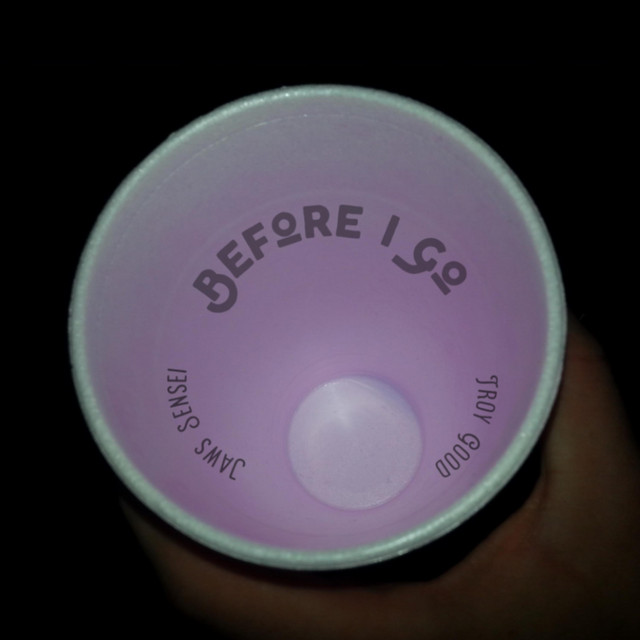 Before I Go
Jaws Sensei
Troy Good